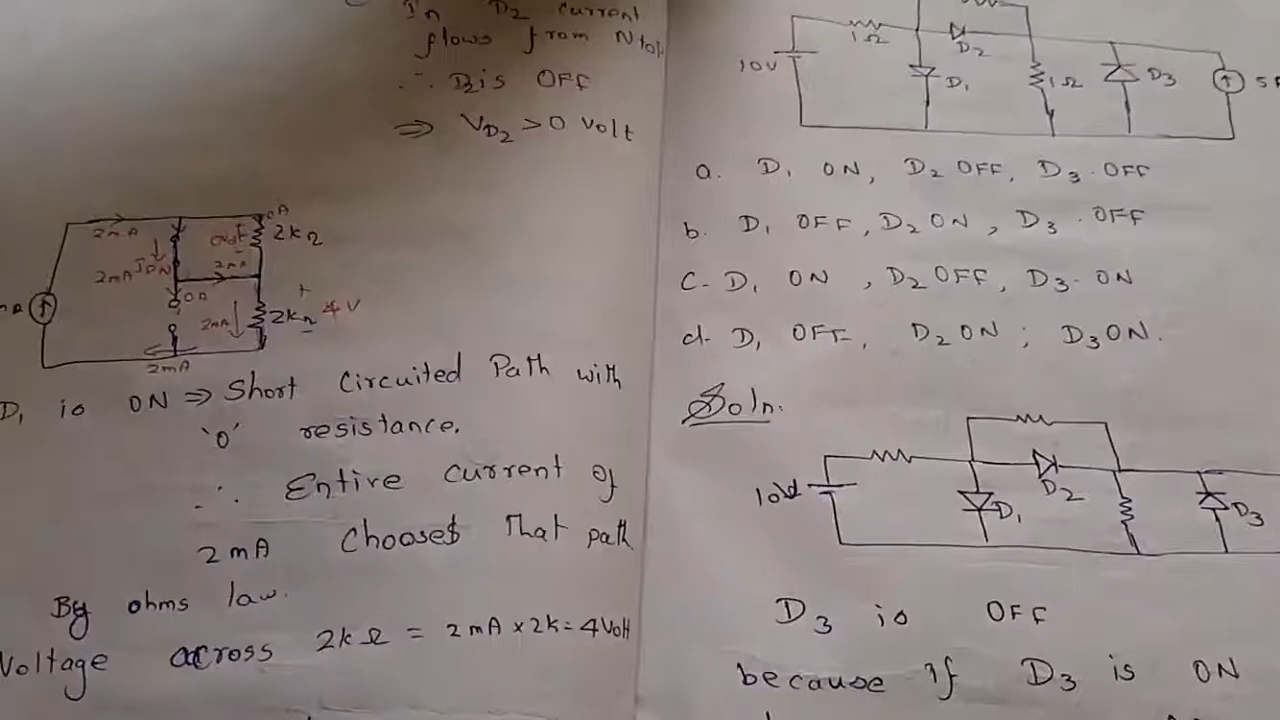 In D2 current
flows from Ntop
∴ D2 is OFF
⇒ VD2 > 0 Volt
2mA
A
2kΩ
2mA
ON
2mA
0A
2mA
2kΩ
+
4V
-
2mA
D1 is ON ⇒ Short Circuited Path with
'0' resistance.
∴ Entire current of
2mA Chooses That path
By ohms law.
Voltage across 2kΩ = 2mA × 2k = 4Volt
10V
1Ω
D2
D1
1Ω
D3
a. D1 ON, D2 OFF, D3. OFF
b. D1 OFF, D2 ON, D3. OFF
C- D1 ON, D2 OFF, D3. ON
d- D1 OFF, D2 ON; D3 ON.
Soln.
10V
D1
D2
D3
D3 is OFF
because If D3 is ON